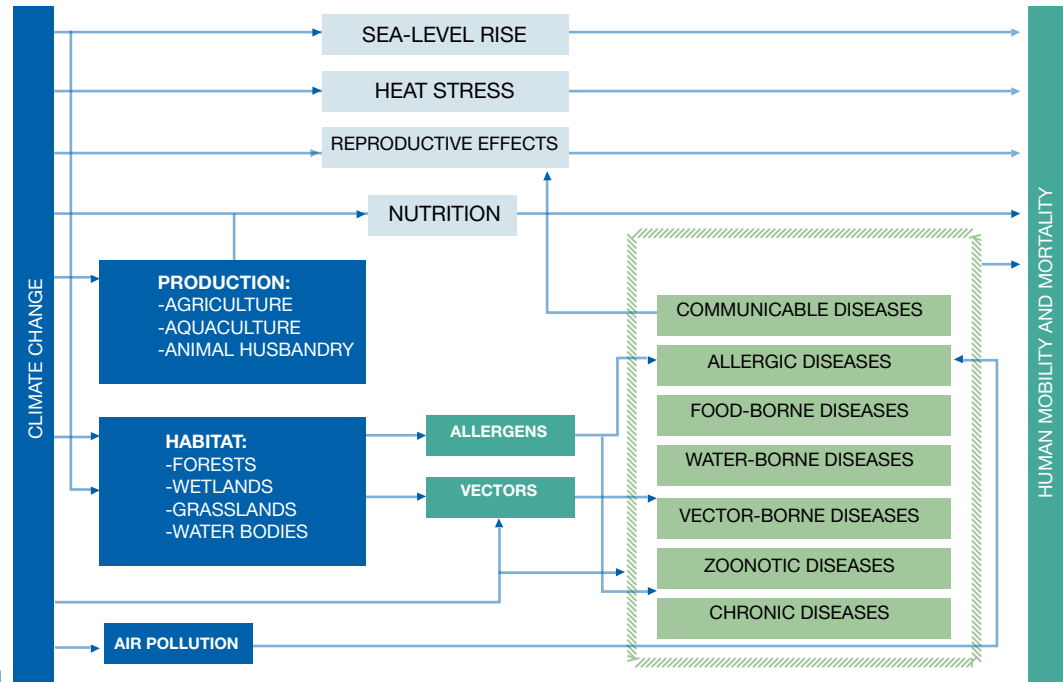 SEA-LEVEL RISE
HEAT STRESS
REPRODUCTIVE EFFECTS
NUTRITION
CLIMATE CHANGE
PRODUCTION:
-AGRICULTURE
-AQUACULTURE
-ANIMAL HUSBANDRY
HABITAT:
-FORESTS
-WETLANDS
-GRASSLANDS
-WATER BODIES
AIR POLLUTION
ALLERGENS
VECTORS
COMMUNICABLE DISEASES
ALLERGIC DISEASES
FOOD-BORNE DISEASES
WATER-BORNE DISEASES
VECTOR-BORNE DISEASES
ZOONOTIC DISEASES
CHRONIC DISEASES
HUMAN MOBILITY AND MORTALITY